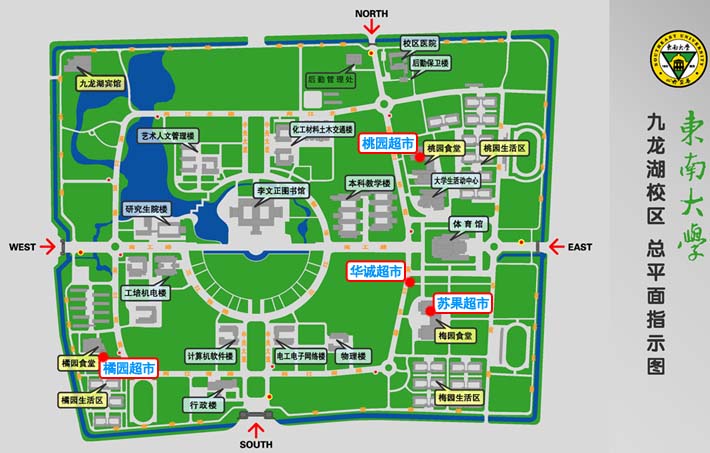 NORTH
校区医院
后勤保卫楼
后勤管理处
九龙湖宾馆
化工材料土木交通楼
艺术人文管理楼
桃园超市
桃园食堂
桃园生活区
大学生活动中心
本科教学楼
李文正图书馆
研究生院楼
体育馆
WEST
EAST
华诚超市
工培机电楼
苏果超市
梅园食堂
计算机软件楼
电工电子网络楼
物理楼
橘园食堂
橘园超市
橘园生活区
行政楼
梅园生活区
SOUTH
SOUTHEAST UNIVERSITY
東南大學
東南大學
九龙湖校区 总平面指示图